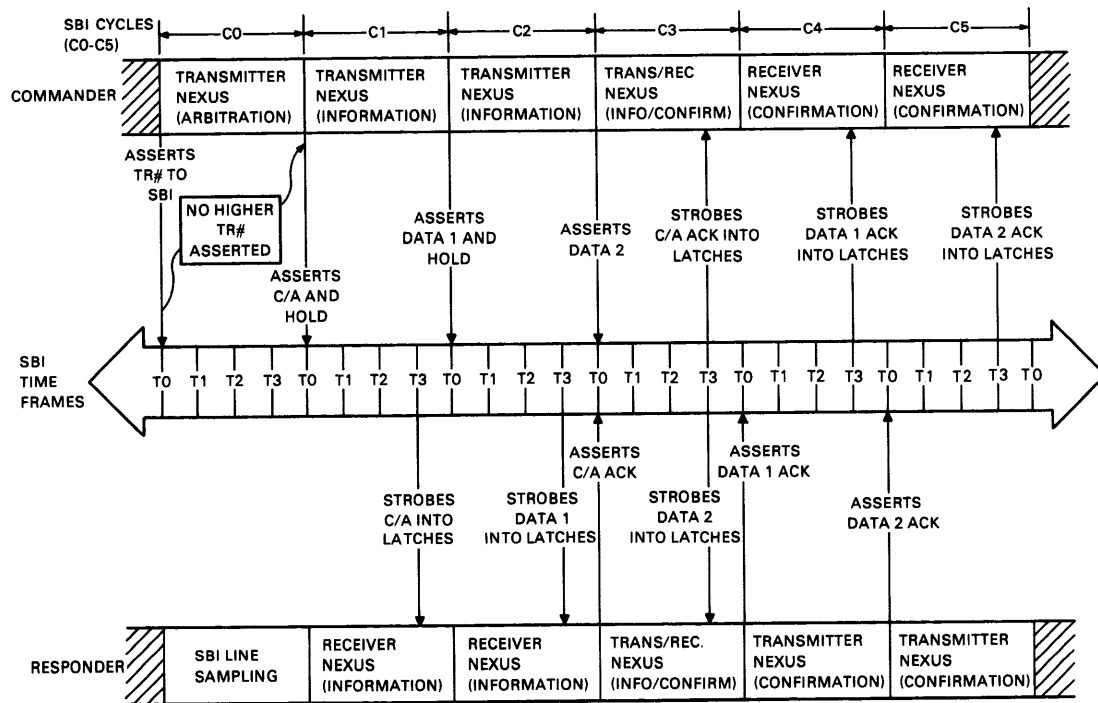 SBI CYCLES
(C0-C5)
C0
C1
C2
C3
C4
C5
COMMANDER
TRANSMITTER
NEXUS
(ARBITRATION)
TRANSMITTER
NEXUS
(INFORMATION)
TRANSMITTER
NEXUS
(INFORMATION)
TRANS/REC
NEXUS
(INFO/CONFIRM)
RECEIVER
NEXUS
(CONFIRMATION)
RECEIVER
NEXUS
(CONFIRMATION)
ASSERTS
TR# TO
SBI
NO HIGHER
TR#
ASSERTED
ASSERTS
C/A AND
HOLD
ASSERTS
DATA 1 AND
HOLD
ASSERTS
DATA 2
STROBES
C/A ACK INTO
LATCHES
STROBES
DATA 1 ACK
INTO LATCHES
STROBES
DATA 2 ACK
INTO LATCHES
SBI
TIME
FRAMES
T0 T1 T2 T3 T0 T1 T2 T3 T0 T1 T2 T3 T0 T1 T2 T3 T0 T1 T2 T3 T0 T1 T2 T3 T0
STROBES
C/A INTO
LATCHES
STROBES
DATA 1
INTO LATCHES
ASSERTS
C/A ACK
STROBES
DATA 2
INTO LATCHES
ASSERTS
DATA 1 ACK
ASSERTS
DATA 2 ACK
RESPONDER
SBI LINE
SAMPLING
RECEIVER
NEXUS
(INFORMATION)
RECEIVER
NEXUS
(INFORMATION)
TRANS/REC.
NEXUS
(INFO/CONFIRM)
TRANSMITTER
NEXUS
(CONFIRMATION)
TRANSMITTER
NEXUS
(CONFIRMATION)